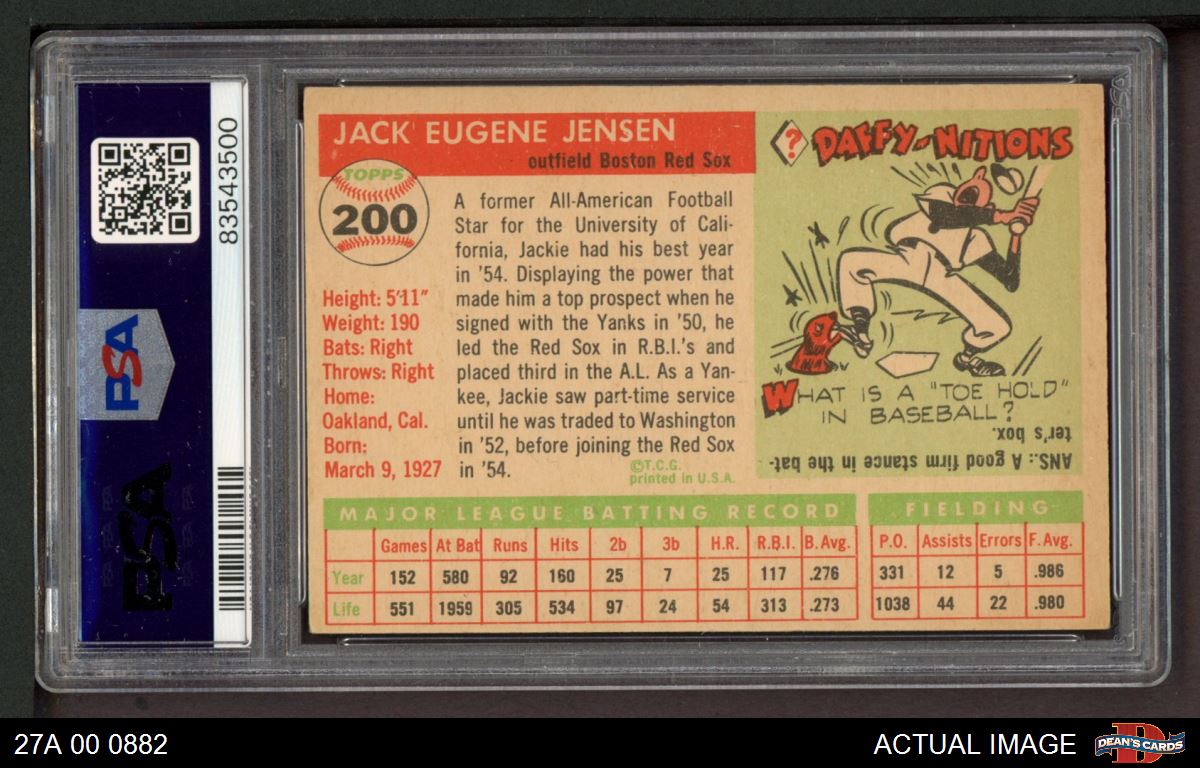 83543500
PSA
PSA
JACK EUGENE JENSEN
outfield Boston Red Sox
TOPPS
200
Height: 5'11"
Weight: 190
Bats: Right
Throws: Right
Home:
Oakland, Cal.
Born:
March 9, 1927
A former All-American Football
Star for the University of Cali-
fornia, Jackie had his best year
in '54. Displaying the power that
made him a top prospect when he
signed with the Yanks in '50, he
led the Red Sox in R.B.I.'s and
placed third in the A.L. As a Yan-
kee, Jackie saw part-time service
until he was traded to Washington
in '52, before joining the Red Sox
in '54.
©T.C.G.
printed in U.S.A.
? DAFFY-NITIONS
WHAT IS A "TOE HOLD"
IN BASEBALL?
ANS.: A good firm stance in the bat-
ter's box.
MAJOR LEAGUE BATTING RECORD
Games At Bat Runs Hits 2b 3b H.R. R.B.I. B. Avg.
Year 152 580 92 160 25 7 25 117 .276
Life 551 1959 305 534 97 24 54 313 .273
FIELDING
P.O. Assists Errors F. Avg.
331 12 5 .986
1038 44 22 .980
27A 00 0882
ACTUAL IMAGE
D
DEAN'S CARDS